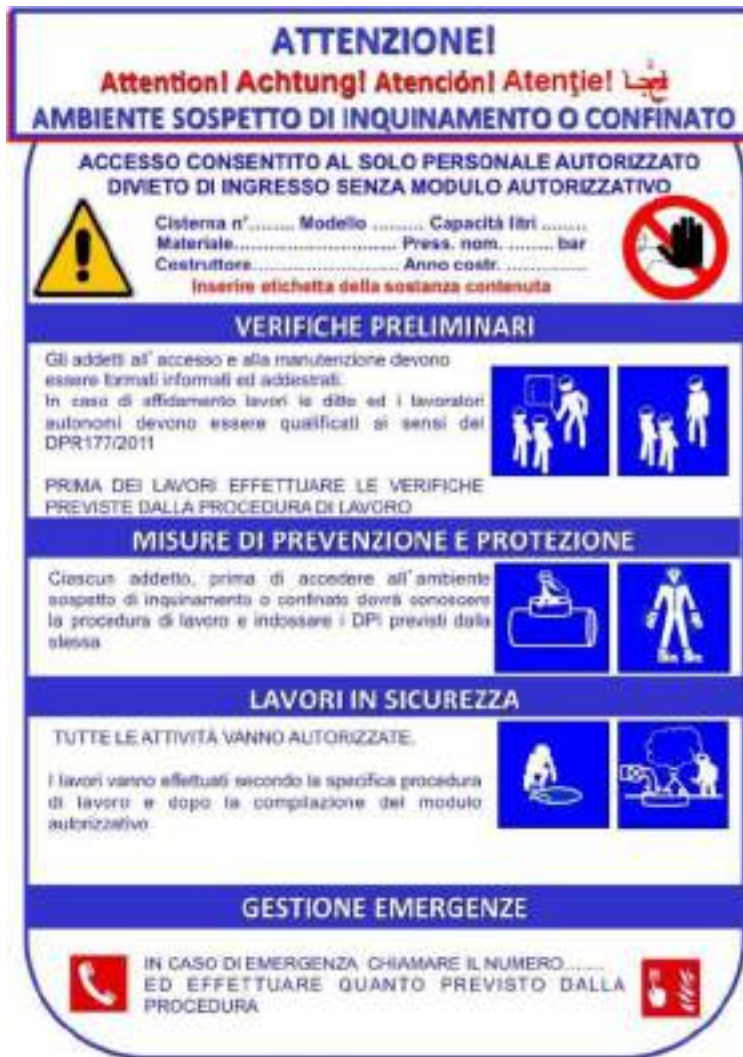 ATTENZIONE!
Attention! Achtung! Atención! Atenţie!
AMBIENTE SOSPETTO DI INQUINAMENTO O CONFINATO
ACCESSO CONSENTITO AL SOLO PERSONALE AUTORIZZATO
DIVIETO DI INGRESSO SENZA MODULO AUTORIZZATIVO
Cisterna n°........ Modello ......... Capacità litri ........
Materiale............................. Press. nom. ........ bar
Costruttore.......................... Anno costr. ..............
Inserire etichetta della sostanza contenuta
VERIFICHE PRELIMINARI
Gli addetti all' accesso e alla manutenzione devono
essere formati informati ed addestrati.
In caso di affidamento lavori le ditte ed i lavoratori
autonomi devono essere qualificati ai sensi del
DPR177/2011
PRIMA DEI LAVORI EFFETTUARE LE VERIFICHE
PREVISTE DALLA PROCEDURA DI LAVORO
MISURE DI PREVENZIONE E PROTEZIONE
Ciascun addetto, prima di accedere all' ambiente
sospetto di inquinamento o confinato dovrà conoscere
la procedura di lavoro e indossare i DPI previsti dalla
stessa
LAVORI IN SICUREZZA
TUTTE LE ATTIVITÀ VANNO AUTORIZZATE.
I lavori vanno effettuati secondo la specifica procedura
di lavoro e dopo la compilazione del modulo
autorizzativo
GESTIONE EMERGENZE
IN CASO DI EMERGENZA CHIAMARE IL NUMERO.......
ED EFFETTUARE QUANTO PREVISTO DALLA
PROCEDURA